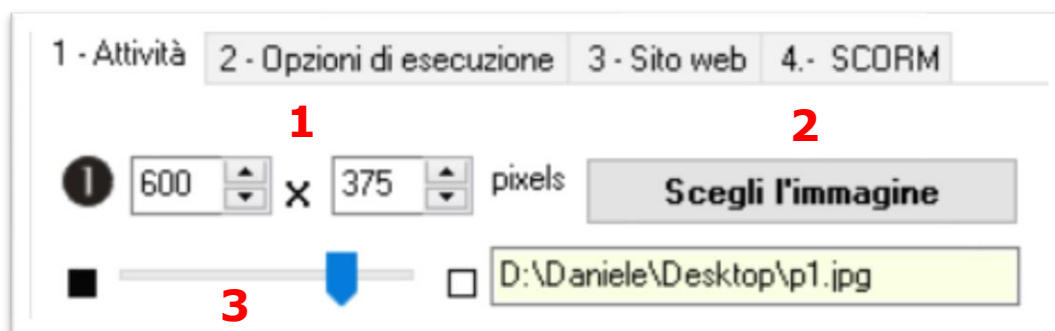 1 - Attività 2 - Opzioni di esecuzione 3 - Sito web 4.- SCORM
1 2
1 600 x 375 pixels Scegli l'immagine
D:\Daniele\Desktop\p1.jpg
3